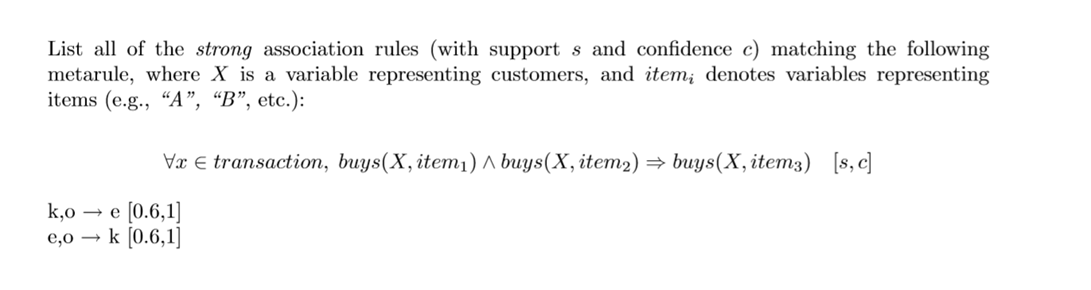 List all of the strong association rules (with support s and confidence c) matching the following
metarule, where X is a variable representing customers, and itemᵢ denotes variables representing
items (e.g., “A”, “B”, etc.):
∀x ∈ transaction, buys(X, item₁) ∧ buys(X, item₂) ⇒ buys(X, item₃) [s, c]
k,o → e [0.6,1]
e,o → k [0.6,1]